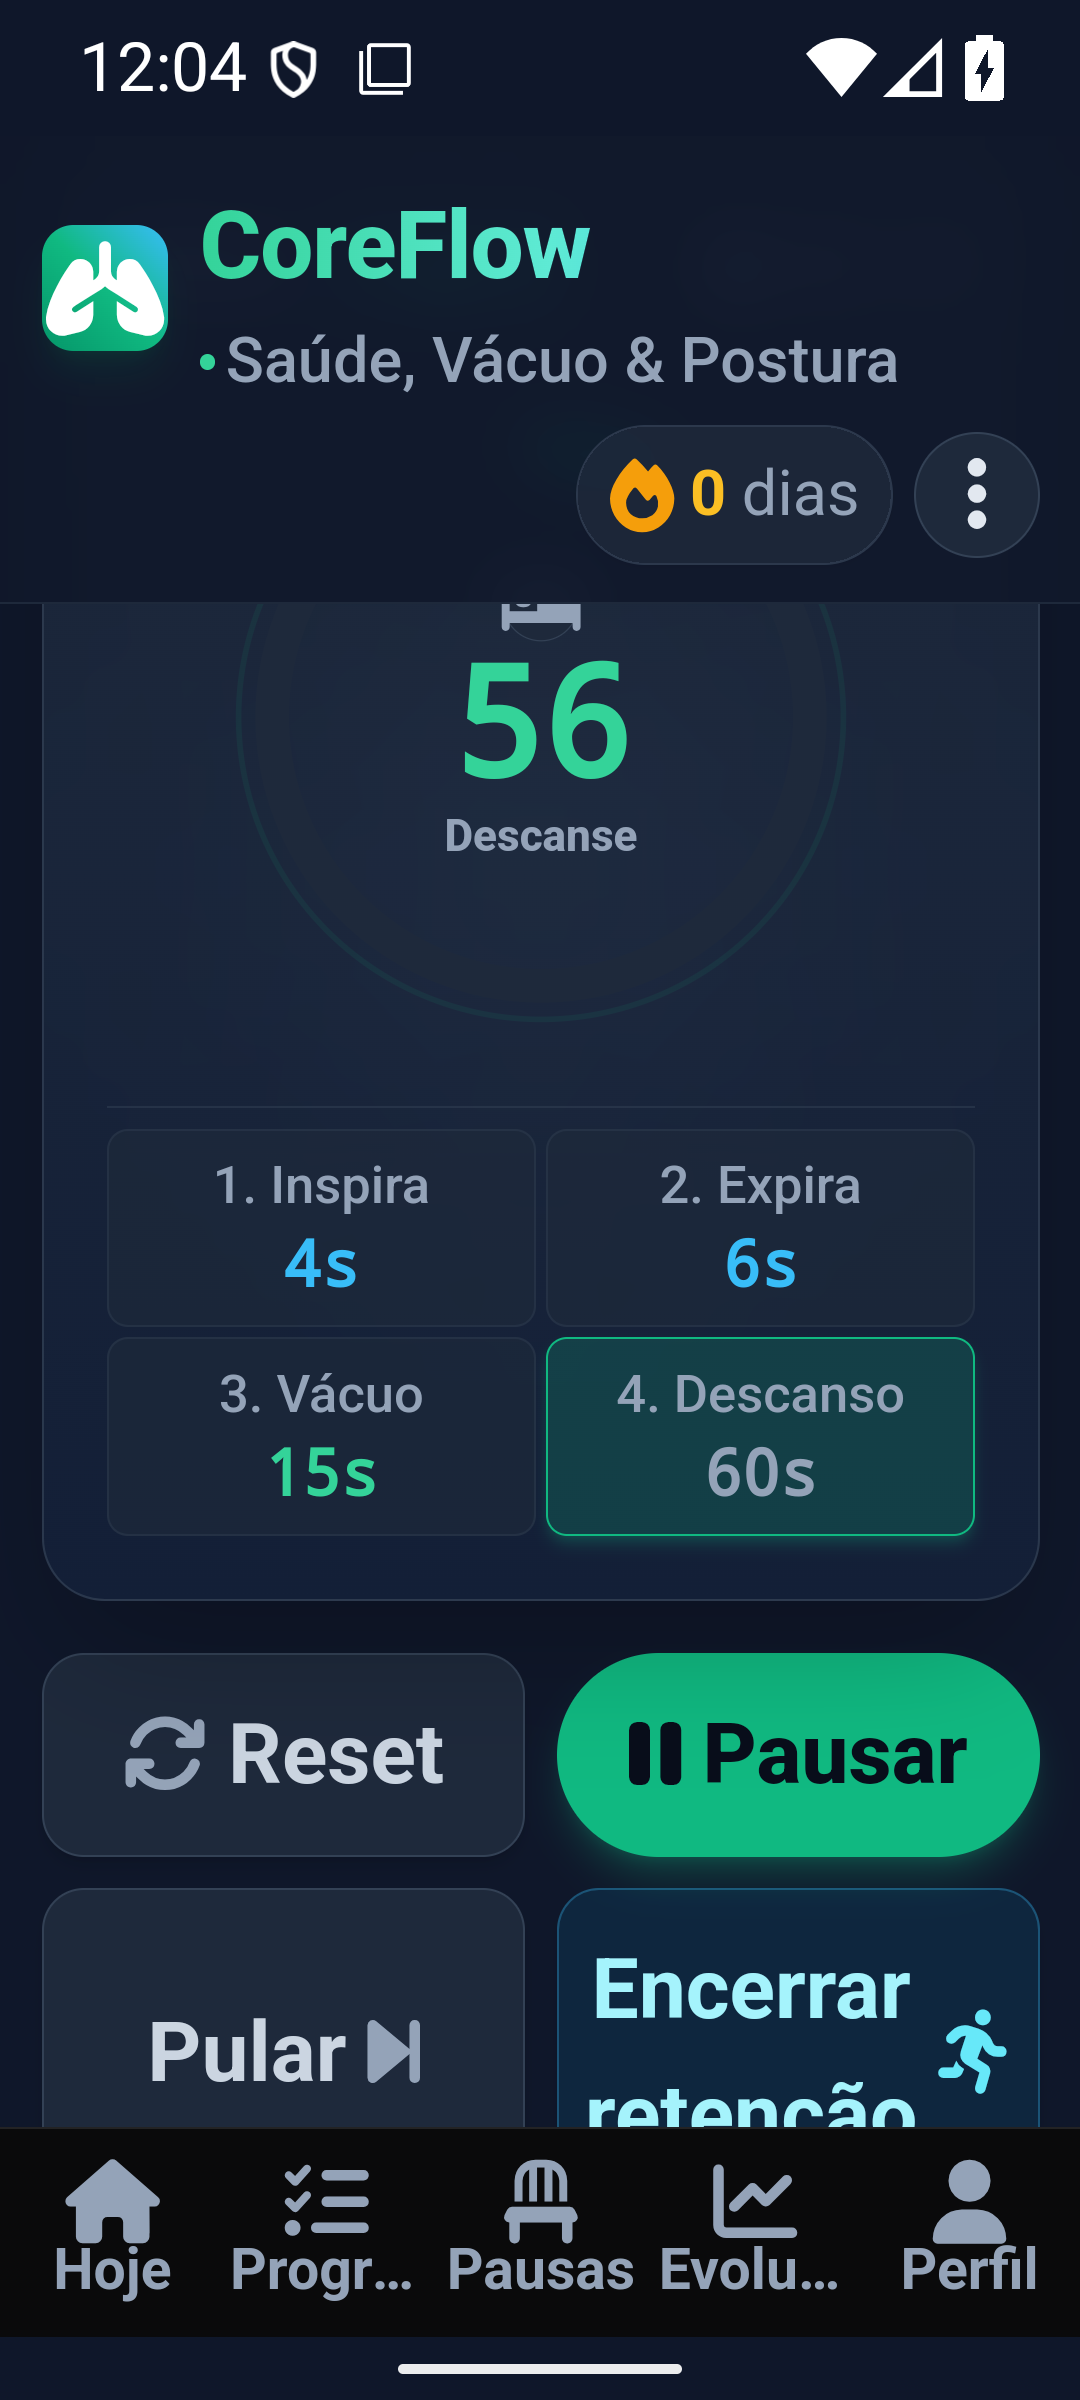 12:04
CoreFlow
Saúde, Vácuo & Postura
0 dias
56
Descanse
1. Inspira
4s
2. Expira
6s
3. Vácuo
15s
4. Descanso
60s
Reset
Pausar
Pular
Encerrar
retenção
Hoje
Progr...
Pausas
Evolu...
Perfil